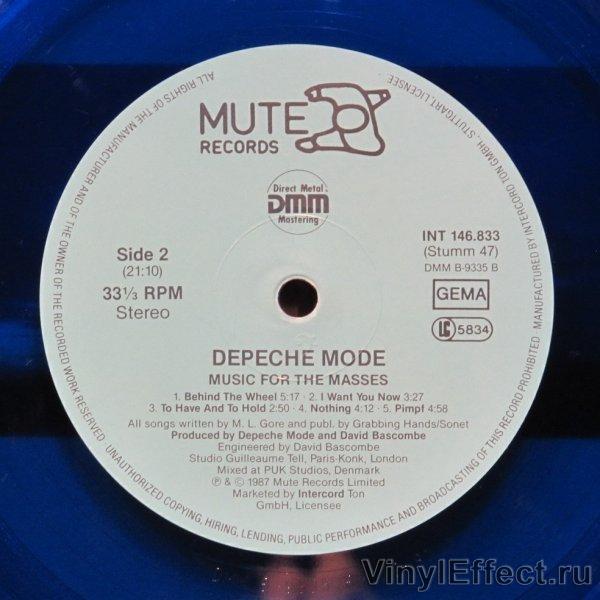 MUTE
RECORDS
Direct Metal
DMM
Mastering
Side 2
(21:10)
33⅓ RPM
Stereo
INT 146.833
(Stumm 47)
DMM B-9335 B
GEMA
LC 5834
DEPECHE MODE
MUSIC FOR THE MASSES
1. Behind The Wheel 5:17 · 2. I Want You Now 3:27
3. To Have And To Hold 2:50 · 4. Nothing 4:12 · 5. Pimpf 4:58
All songs written by M. L. Gore and publ. by Grabbing Hands/Sonet
Produced by Depeche Mode and David Bascombe
Engineered by David Bascombe
Studio Guilleaume Tell, Paris·Konk, London
Mixed at PUK Studios, Denmark
℗ & © 1987 Mute Records Limited
Marketed by Intercord Ton
GmbH, Licensee
ALL RIGHTS OF THE MANUFACTURER AND OF THE OWNER OF THE RECORDED WORK RESERVED · UNAUTHORIZED COPYING, HIRING, LENDING, PUBLIC PERFORMANCE AND BROADCASTING OF THIS RECORD PROHIBITED · MANUFACTURED BY INTERCORD TON GMBH., STUTTGART, LICENSEE
VinylEffect.ru